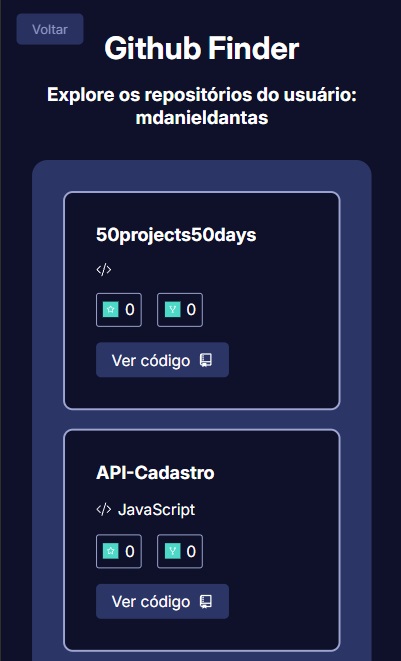 Voltar
Github Finder
Explore os repositórios do usuário:
mdanieldantas
50projects50days
</>
0 0
Ver código
API-Cadastro
</> JavaScript
0 0
Ver código